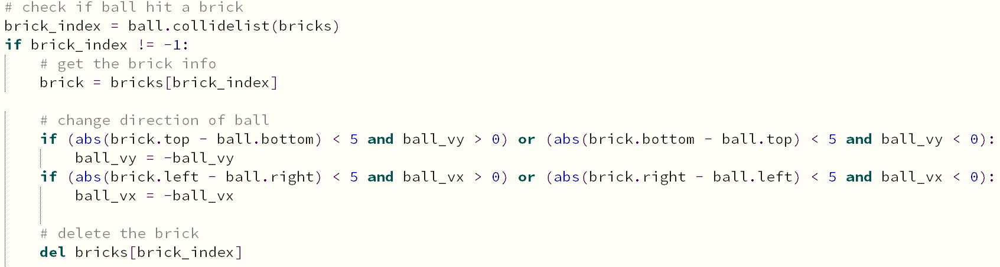 # check if ball hit a brick
brick_index = ball.collidelist(bricks)
if brick_index != -1:
    # get the brick info
    brick = bricks[brick_index]

    # change direction of ball
    if (abs(brick.top - ball.bottom) < 5 and ball_vy > 0) or (abs(brick.bottom - ball.top) < 5 and ball_vy < 0):
        ball_vy = -ball_vy
    if (abs(brick.left - ball.right) < 5 and ball_vx > 0) or (abs(brick.right - ball.left) < 5 and ball_vx < 0):
        ball_vx = -ball_vx

    # delete the brick
    del bricks[brick_index]